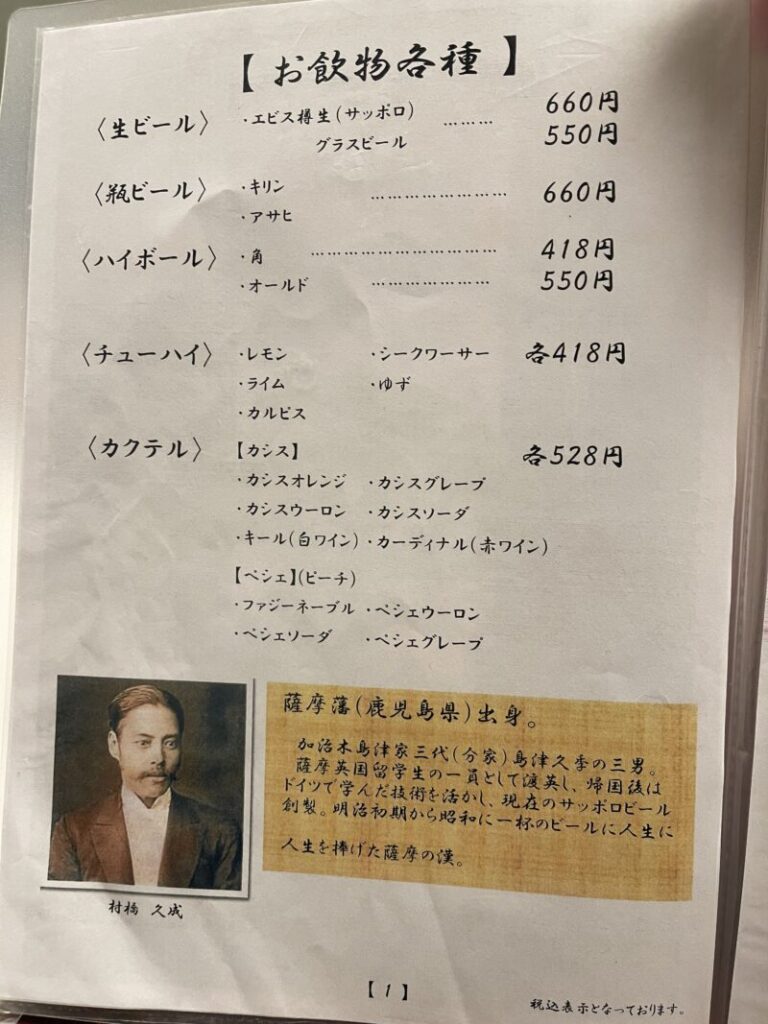 【お飲物各種】
〈生ビール〉 ・エビス樽生(サッポロ) ……… 660円
グラスビール 550円
〈瓶ビール〉 ・キリン …………………… 660円
・アサヒ
〈ハイボール〉 ・角 ………………………… 418円
・オールド ………………… 550円
〈チューハイ〉 ・レモン ・シークワーサー 各418円
・ライム ・ゆず
・カルピス
〈カクテル〉 【カシス】 各528円
・カシスオレンジ ・カシスグレープ
・カシスウーロン ・カシスソーダ
・キール(白ワイン) ・カーディナル(赤ワイン)
【ペシェ】(ピーチ)
・ファジーネーブル ・ペシェウーロン
・ペシェソーダ ・ペシェグレープ
薩摩藩(鹿児島県)出身。
加治木島津家三代(分家)島津久季の三男。
薩摩英国留学生の一員として渡英し、帰国後は
ドイツで学んだ技術を活かし、現在のサッポロビール
創製。明治初期から昭和に一杯のビールに人生に
人生を捧げた薩摩の漢。
村橋 久成
【1】
税込表示となっております。